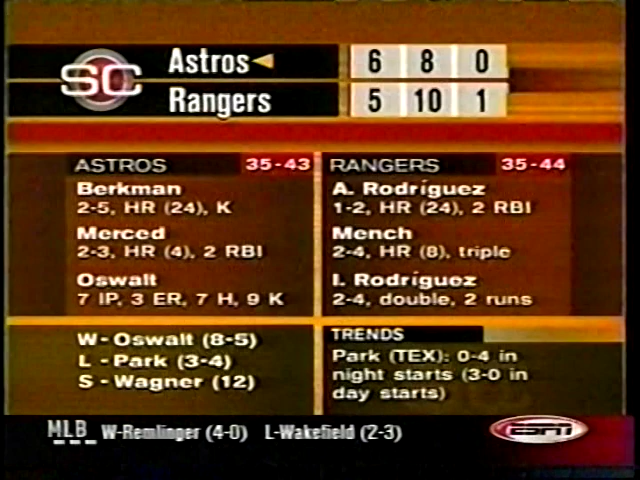 SC
Astros 6 8 0
Rangers 5 10 1
ASTROS 35-43
Berkman
2-5, HR (24), K
Merced
2-3, HR (4), 2 RBI
Oswalt
7 IP, 3 ER, 7 H, 9 K
RANGERS 35-44
A. Rodríguez
1-2, HR (24), 2 RBI
Mench
2-4, HR (8), triple
I. Rodríguez
2-4, double, 2 runs
W - Oswalt (8-5)
L - Park (3-4)
S - Wagner (12)
TRENDS
Park (TEX): 0-4 in
night starts (3-0 in
day starts)
MLB W-Remlinger (4-0) L-Wakefield (2-3)
ESPN